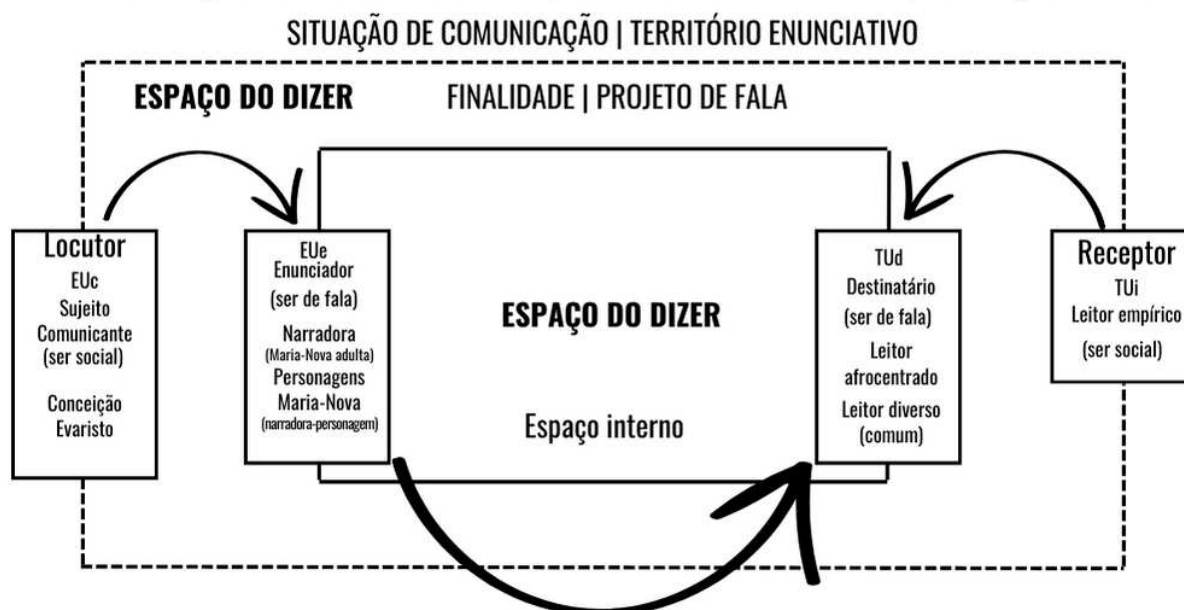 SITUAÇÃO DE COMUNICAÇÃO | TERRITÓRIO ENUNCIATIVO
ESPAÇO DO DIZER
FINALIDADE | PROJETO DE FALA
Locutor
EUc
Sujeito
Comunicante
(ser social)
Conceição
Evaristo
EUe
Enunciador
(ser de fala)
Narradora
(Maria-Nova adulta)
Personagens
Maria-Nova
(narradora-personagem)
ESPAÇO DO DIZER
Espaço interno
TUd
Destinatário
(ser de fala)
Leitor
afrocentrado
Leitor diverso
(comum)
Receptor
TUi
Leitor empírico
(ser social)